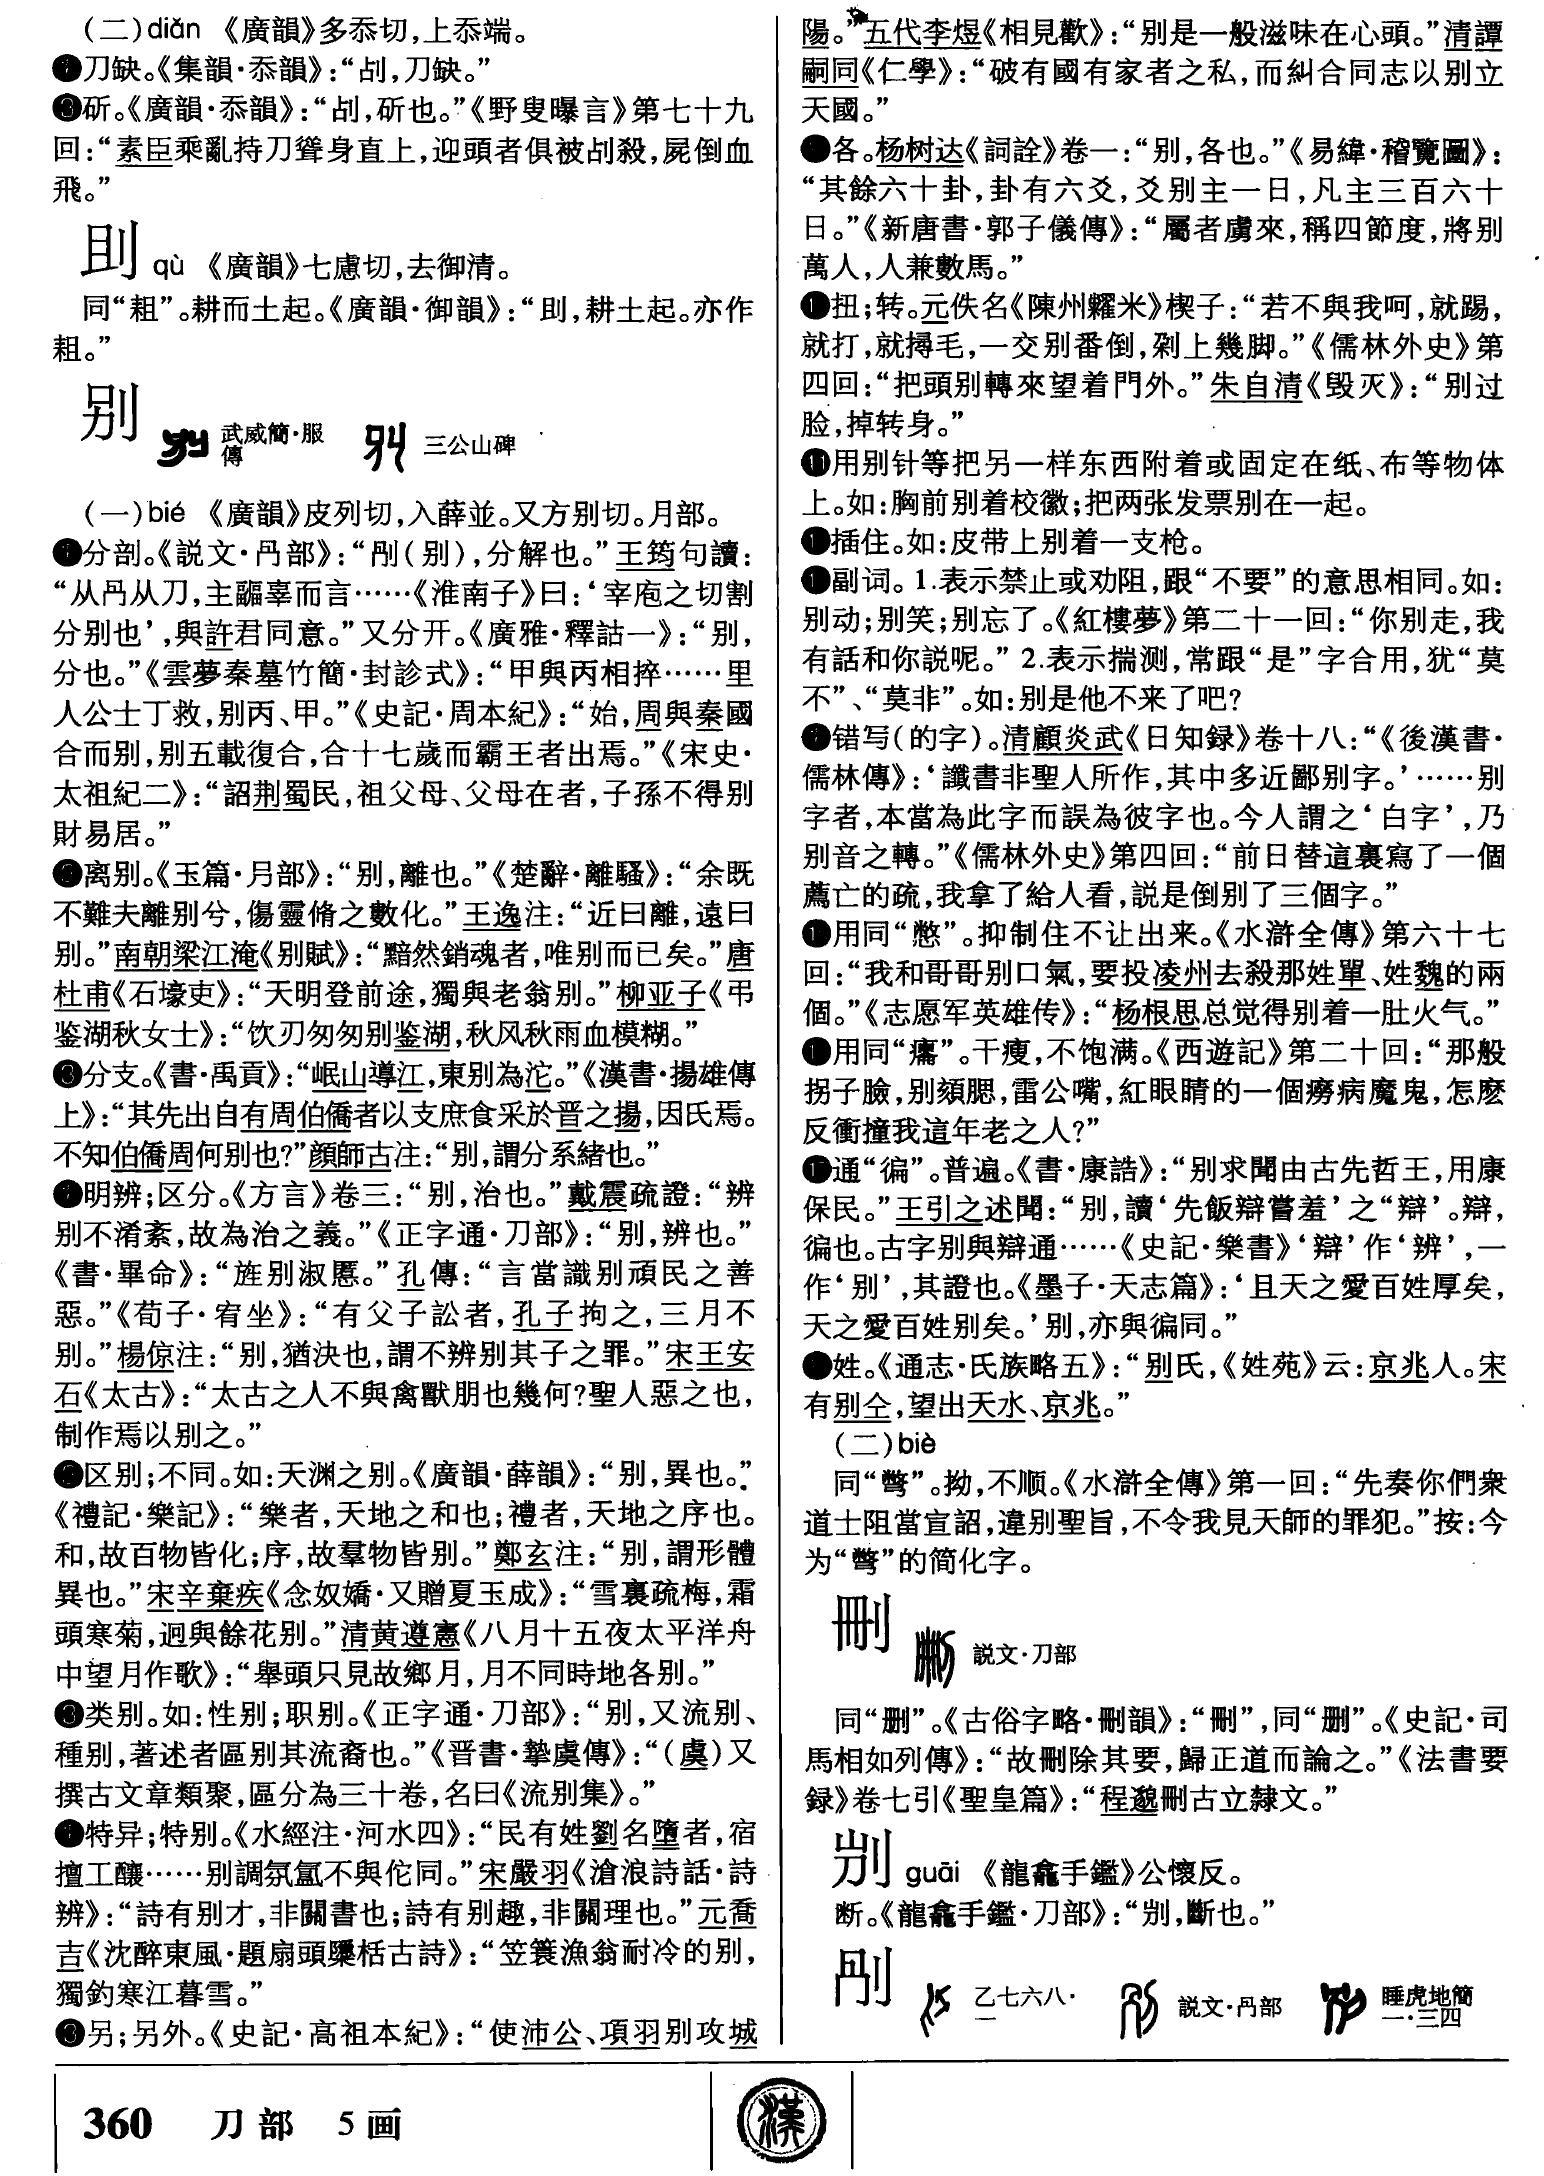 （二）diǎn 《廣韻》多忝切，上忝端。
❷刀缺。《集韻·忝韻》：“刮，刀缺。”
❸斫。《廣韻·忝韻》：“刮，斫也。”《野叟曝言》第七十九
回：“素臣乘亂持刀聳身直上，迎頭者俱被刮殺，屍倒血
飛。”
刞 qù 《廣韻》七慮切，去御清。
同“耝”。耕而土起。《廣韻·御韻》：“刞，耕土起。亦作
耝。”
别 武威簡·服傳 三公山碑
（一）bié 《廣韻》皮列切，入薛並。又方别切。月部。
❶分剖。《説文·冎部》：“𠛰（别），分解也。”王筠句讀：
“从冎从刀，主疈辜而言……《淮南子》曰：‘宰庖之切割
分别也’，與許君同意。”又分开。《廣雅·釋詁一》：“别，
分也。”《雲夢秦墓竹簡·封診式》：“甲與丙相捽……里
人公士丁救，别丙、甲。”《史記·周本紀》：“始，周與秦國
合而别，别五載復合，合十七歲而霸王者出焉。”《宋史·
太祖紀二》：“詔荆蜀民，祖父母、父母在者，子孫不得别
財易居。”
❷离别。《玉篇·冎部》：“别，離也。”《楚辭·離騷》：“余既
不難夫離别兮，傷靈脩之數化。”王逸注：“近曰離，遠曰
别。”南朝梁江淹《别賦》：“黯然銷魂者，唯别而已矣。”唐
杜甫《石壕吏》：“天明登前途，獨與老翁别。”柳亚子《弔
鉴湖秋女士》：“饮刃匆匆别鉴湖，秋风秋雨血模糊。”
❸分支。《書·禹貢》：“岷山導江，東别為沱。”《漢書·揚雄傳
上》：“其先出自有周伯僑者以支庶食采於晉之揚，因氏焉。
不知伯僑周何别也？”顔師古注：“别，謂分系緒也。”
明辨；区分。《方言》卷三：“别，治也。”戴震疏證：“辨
别不淆紊，故為治之義。”《正字通·刀部》：“别，辨也。”
《書·畢命》：“旌别淑慝。”孔傳：“言當識别頑民之善
惡。”《荀子·宥坐》：“有父子訟者，孔子拘之，三月不
别。”楊倞注：“别，猶決也，謂不辨别其子之罪。”宋王安
石《太古》：“太古之人不與禽獸朋也幾何？聖人惡之也，
制作焉以别之。”
区别；不同。如：天渊之别。《廣韻·薛韻》：“别，異也。”
《禮記·樂記》：“樂者，天地之和也；禮者，天地之序也。
和，故百物皆化；序，故羣物皆别。”鄭玄注：“别，謂形體
異也。”宋辛棄疾《念奴嬌·又贈夏玉成》：“雪裏疏梅，霜
頭寒菊，迥與餘花别。”清黄遵憲《八月十五夜太平洋舟
中望月作歌》：“舉頭只見故鄉月，月不同時地各别。”
类别。如：性别；职别。《正字通·刀部》：“别，又流别、
種别，著述者區别其流裔也。”《晋書·摯虞傳》：“（虞）又
撰古文章類聚，區分為三十卷，名曰《流别集》。”
特异；特别。《水經注·河水四》：“民有姓劉名墮者，宿
擅工釀……别調氛氲不與佗同。”宋嚴羽《滄浪詩話·詩
辨》：“詩有别才，非關書也；詩有别趣，非關理也。”元喬
吉《沈醉東風·題扇頭櫽栝古詩》：“笠簑漁翁耐冷的别，
獨釣寒江暮雪。”
另；另外。《史記·高祖本紀》：“使沛公、項羽别攻城
陽。”五代李煜《相見歡》：“别是一般滋味在心頭。”清譚
嗣同《仁學》：“破有國有家者之私，而糾合同志以别立
天國。”
各。杨树达《詞詮》卷一：“别，各也。”《易緯·稽覽圖》：
“其餘六十卦，卦有六爻，爻别主一日，凡主三百六十
日。”《新唐書·郭子儀傳》：“屬者虜來，稱四節度，將别
萬人，人兼數馬。”
扭；转。元佚名《陳州糶米》楔子：“若不與我呵，就踢，
就打，就撏毛，一交别番倒，剁上幾脚。”《儒林外史》第
四回：“把頭别轉來望着門外。”朱自清《毁灭》：“别过
脸，掉转身。”
用别针等把另一样东西附着或固定在纸、布等物体
上。如：胸前别着校徽；把两张发票别在一起。
插住。如：皮带上别着一支枪。
副词。1.表示禁止或劝阻，跟“不要”的意思相同。如：
别动；别笑；别忘了。《紅樓夢》第二十一回：“你别走，我
有話和你説呢。” 2.表示揣测，常跟“是”字合用，犹“莫
不”、“莫非”。如：别是他不来了吧？
错写（的字）。清顧炎武《日知録》卷十八：“《後漢書·
儒林傳》：‘讖書非聖人所作，其中多近鄙别字。’……别
字者，本當為此字而誤為彼字也。今人謂之‘白字’，乃
别音之轉。”《儒林外史》第四回：“前日替這裏寫了一個
薦亡的疏，我拿了給人看，説是倒别了三個字。”
用同“憋”。抑制住不让出来。《水滸全傳》第六十七
回：“我和哥哥别口氣，要投凌州去殺那姓單、姓魏的兩
個。”《志愿军英雄传》：“杨根思总觉得别着一肚火气。”
用同“癟”。干瘦，不饱满。《西遊記》第二十回：“那般
拐子臉，别頦腮，雷公嘴，紅眼睛的一個癆病魔鬼，怎麽
反衝撞我這年老之人？”
通“徧”。普遍。《書·康誥》：“别求聞由古先哲王，用康
保民。”王引之述聞：“别，讀‘先飯辯嘗羞’之“辯’。辯，
徧也。古字别與辯通……《史記·樂書》‘辯’作‘辨’，一
作‘别’，其證也。《墨子·天志篇》：‘且天之愛百姓厚矣，
天之愛百姓别矣。’别，亦與徧同。”
姓。《通志·氏族略五》：“别氏，《姓苑》云：京兆人。宋
有别仝，望出天水、京兆。”
（二）biè
同“彆”。拗，不顺。《水滸全傳》第一回：“先奏你們衆
道士阻當宣詔，違别聖旨，不令我見天師的罪犯。”按：今
为“彆”的简化字。
刪 説文·刀部
同“删”。《古俗字略·刪韻》：“刪”，同“删”。《史記·司
馬相如列傳》：“故刪除其要，歸正道而論之。”《法書要
録》卷七引《聖皇篇》：“程邈刪古立隸文。”
guāi 《龍龕手鑑》公懷反。
断。《龍龕手鑑·刀部》：“，斷也。”
𠛰 乙七六八·一 説文·冎部 睡虎地簡一·三四
360 刀部 5画
漢